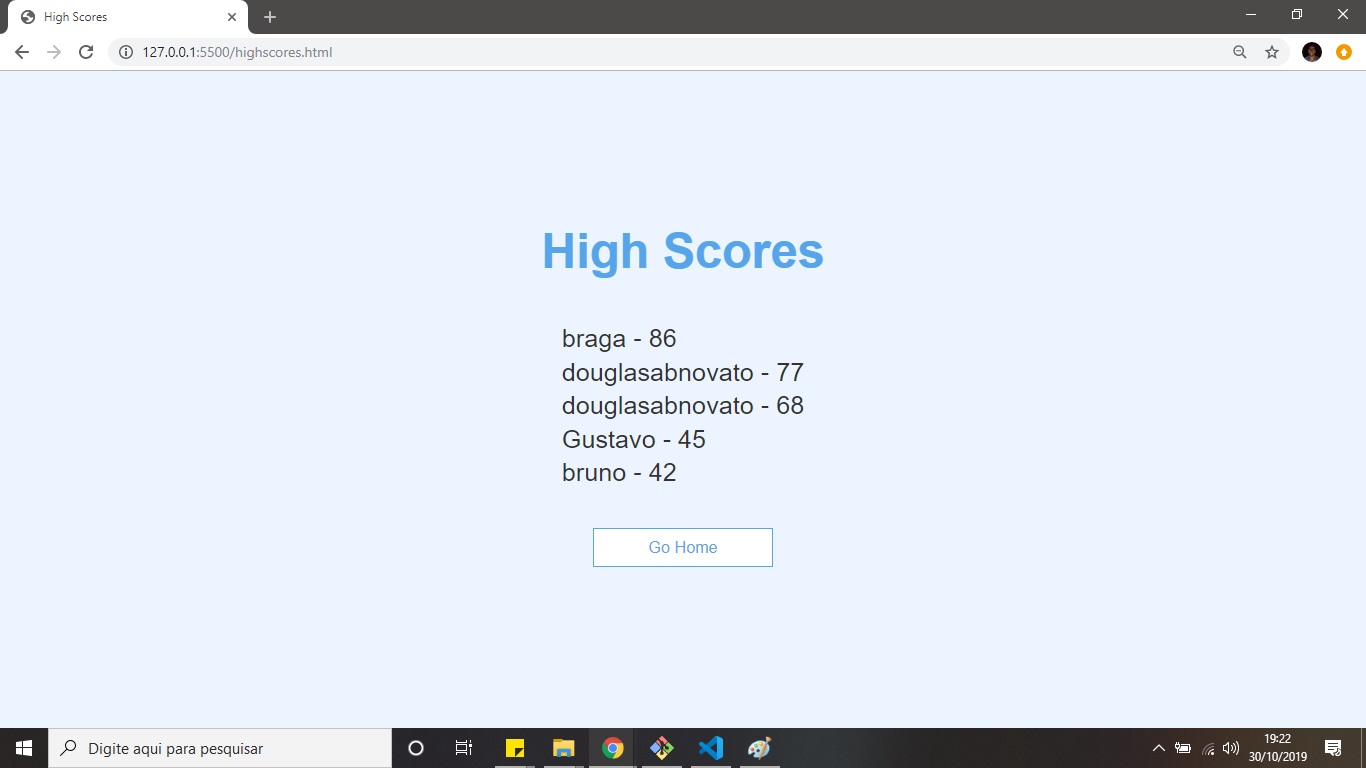 High Scores
127.0.0.1:5500/highscores.html
High Scores
braga - 86
douglasabnovato - 77
douglasabnovato - 68
Gustavo - 45
bruno - 42
Go Home
Digite aqui para pesquisar
19:22
30/10/2019